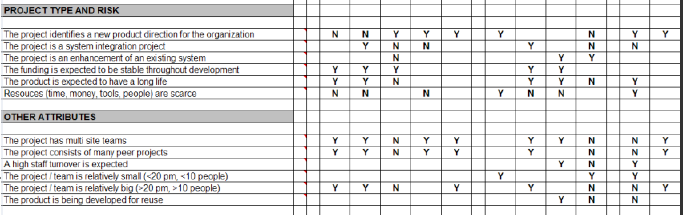 PROJECT TYPE AND RISK
The project identifies a new product direction for the organization N N Y Y Y Y N Y Y
The project is a system integration project Y N N Y N N
The project is an enhancement of an existing system N Y Y
The funding is expected to be stable throughout development Y Y Y Y Y
The product is expected to have a long life Y Y N Y Y N Y
Resouces (time, money, tools, people) are scarce N N N Y N N Y
OTHER ATTRIBUTES
The project has multi site teams Y Y N Y Y Y Y N N Y
The project consists of many peer projects Y Y N Y Y Y N N Y
A high staff turnover is expected Y N Y
The project / team is relatively small (<20 pm, <10 people) Y Y Y
The project / team is relatively big (>20 pm, >10 people) Y Y N Y Y N N Y
The product is being developed for reuse Y N N